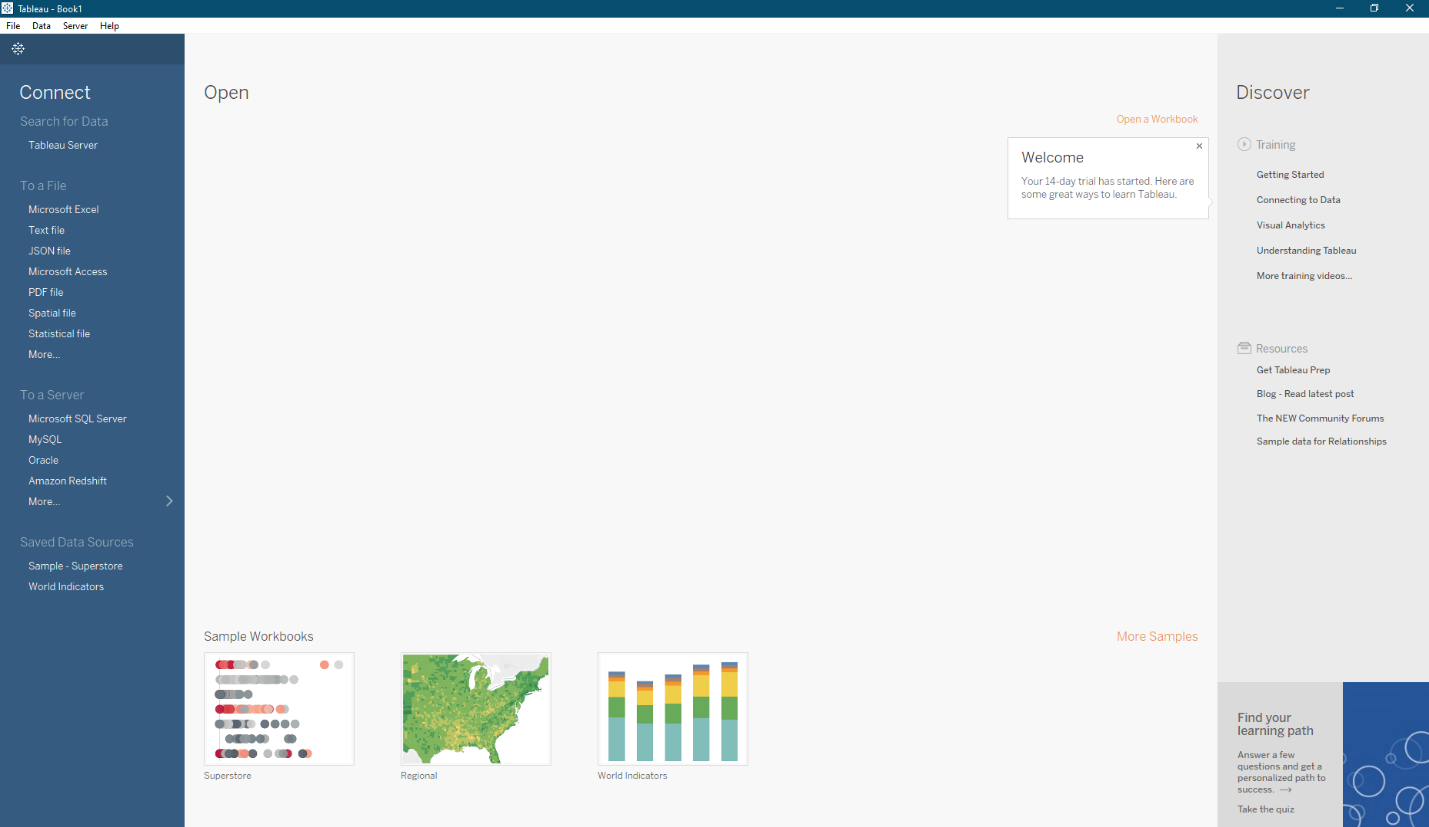 Tableau - Book1
File Data Server Help
Connect
Search for Data
Tableau Server
To a File
Microsoft Excel
Text file
JSON file
Microsoft Access
PDF file
Spatial file
Statistical file
More...
To a Server
Microsoft SQL Server
MySQL
Oracle
Amazon Redshift
More...
Saved Data Sources
Sample - Superstore
World Indicators
Open
Open a Workbook
Welcome
Your 14-day trial has started. Here are
some great ways to learn Tableau.
Sample Workbooks
More Samples
Superstore
Regional
World Indicators
Discover
Training
Getting Started
Connecting to Data
Visual Analytics
Understanding Tableau
More training videos...
Resources
Get Tableau Prep
Blog - Read latest post
The NEW Community Forums
Sample data for Relationships
Find your
learning path
Answer a few
questions and get a
personalized path to
success. →
Take the quiz